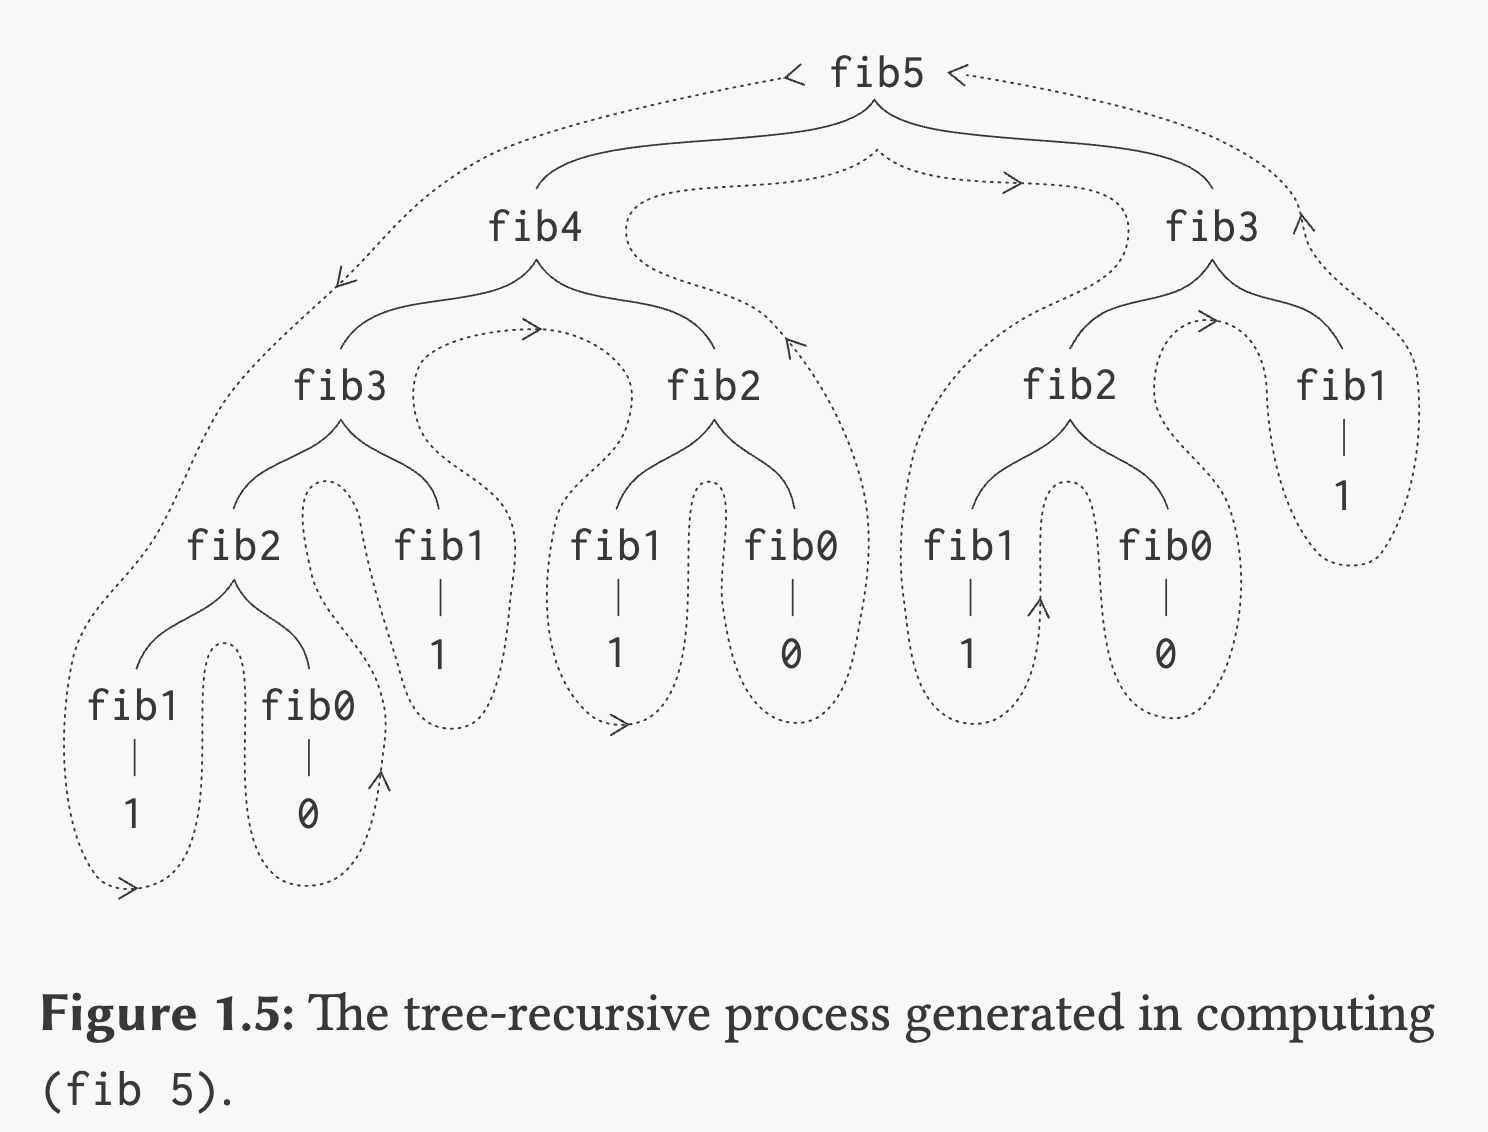 fib5
fib4 fib3
fib3 fib2 fib2 fib1
1
fib2 fib1 fib1 fib0 fib1 fib0
1 1 0 1 0
fib1 fib0
1 0
Figure 1.5: The tree-recursive process generated in computing
(fib 5).